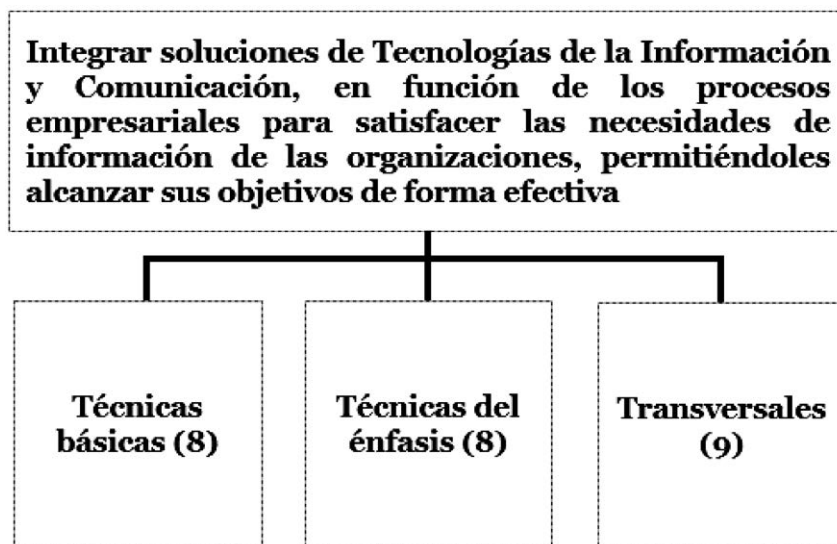 Integrar soluciones de Tecnologías de la Información
y Comunicación, en función de los procesos
empresariales para satisfacer las necesidades de
información de las organizaciones, permitiéndoles
alcanzar sus objetivos de forma efectiva
Técnicas
básicas (8)
Técnicas del
énfasis (8)
Transversales
(9)